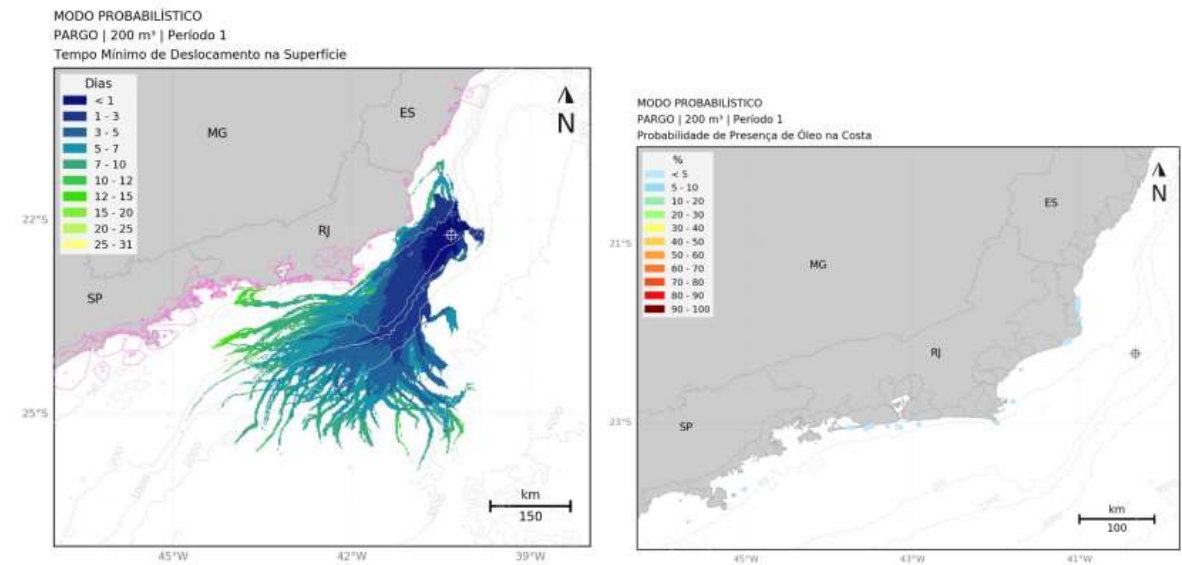 MODO PROBABILÍSTICO
PARGO | 200 m³ | Período 1
Tempo Mínimo de Deslocamento na Superfície
Dias
< 1
1 - 3
3 - 5
5 - 7
7 - 10
10 - 12
12 - 15
15 - 20
20 - 25
25 - 31
MG
ES
RJ
SP
N
22°S
25°S
km
150
45°W
42°W
39°W
MODO PROBABILÍSTICO
PARGO | 200 m³ | Período 1
Probabilidade de Presença de Óleo na Costa
%
< 5
5 - 10
10 - 20
20 - 30
30 - 40
40 - 50
50 - 60
60 - 70
70 - 80
80 - 90
90 - 100
N
ES
MG
RJ
SP
21°S
23°S
km
100
45°W
43°W
41°W